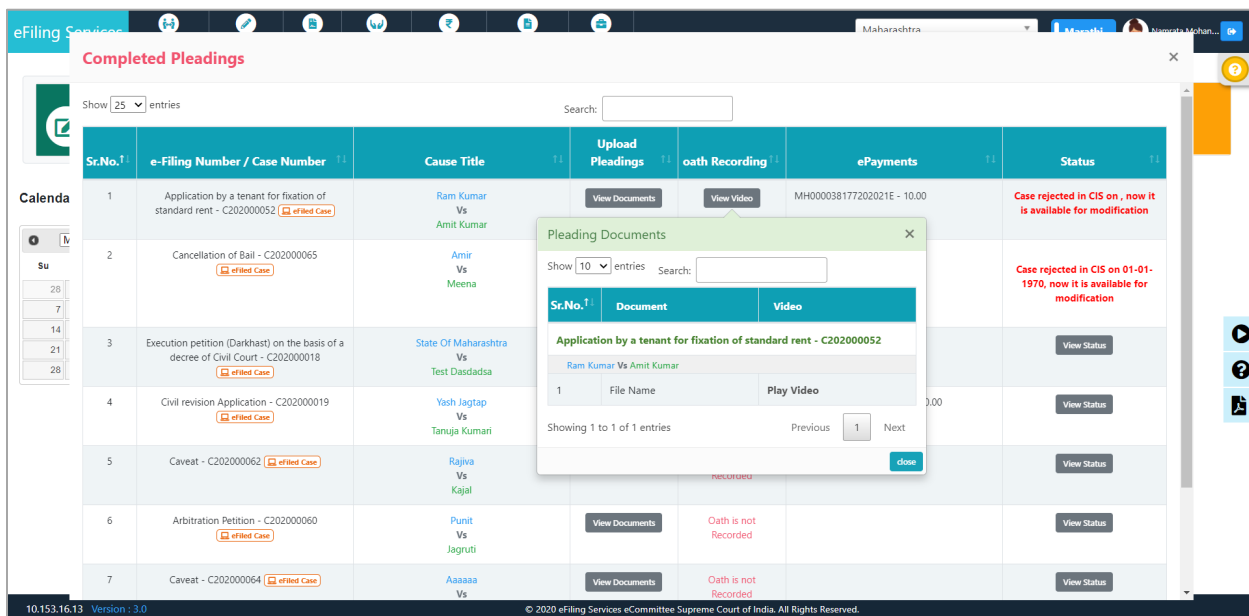 eFiling Services
Maharashtra
Marathi
Namrata Mohan...
Completed Pleadings
×
Show 25 entries
Search:
Sr.No.
e-Filing Number / Case Number
Cause Title
Upload
Pleadings
oath Recording
ePayments
Status
1
Application by a tenant for fixation of
standard rent - C202000052 eFiled Case
Ram Kumar
Vs
Amit Kumar
View Documents
View Video
MH000038177202021E - 10.00
Case rejected in CIS on , now it
is available for modification
2
Cancellation of Bail - C202000065
eFiled Case
Amir
Vs
Meena
Case rejected in CIS on 01-01-
1970, now it is available for
modification
3
Execution petition (Darkhast) on the basis of a
decree of Civil Court - C202000018
eFiled Case
State Of Maharashtra
Vs
Test Dasdadsa
View Status
4
Civil revision Application - C202000019
eFiled Case
Yash Jagtap
Vs
Tanuja Kumari
0.00
View Status
5
Caveat - C202000062 eFiled Case
Rajiva
Vs
Kajal
Recorded
View Status
6
Arbitration Petition - C202000060
eFiled Case
Punit
Vs
Jagruti
View Documents
Oath is not
Recorded
View Status
7
Caveat - C202000064 eFiled Case
Aaaaaa
Vs
View Documents
Oath is not
Recorded
View Status
Pleading Documents
×
Show 10 entries
Search:
Sr.No.
Document
Video
Application by a tenant for fixation of standard rent - C202000052
Ram Kumar Vs Amit Kumar
1 File Name Play Video
Showing 1 to 1 of 1 entries
Previous 1 Next
close
Calenda
M
Su
28
7
14
21
28
10.153.16.13 Version : 3.0
© 2020 eFiling Services eCommittee Supreme Court of India. All Rights Reserved.